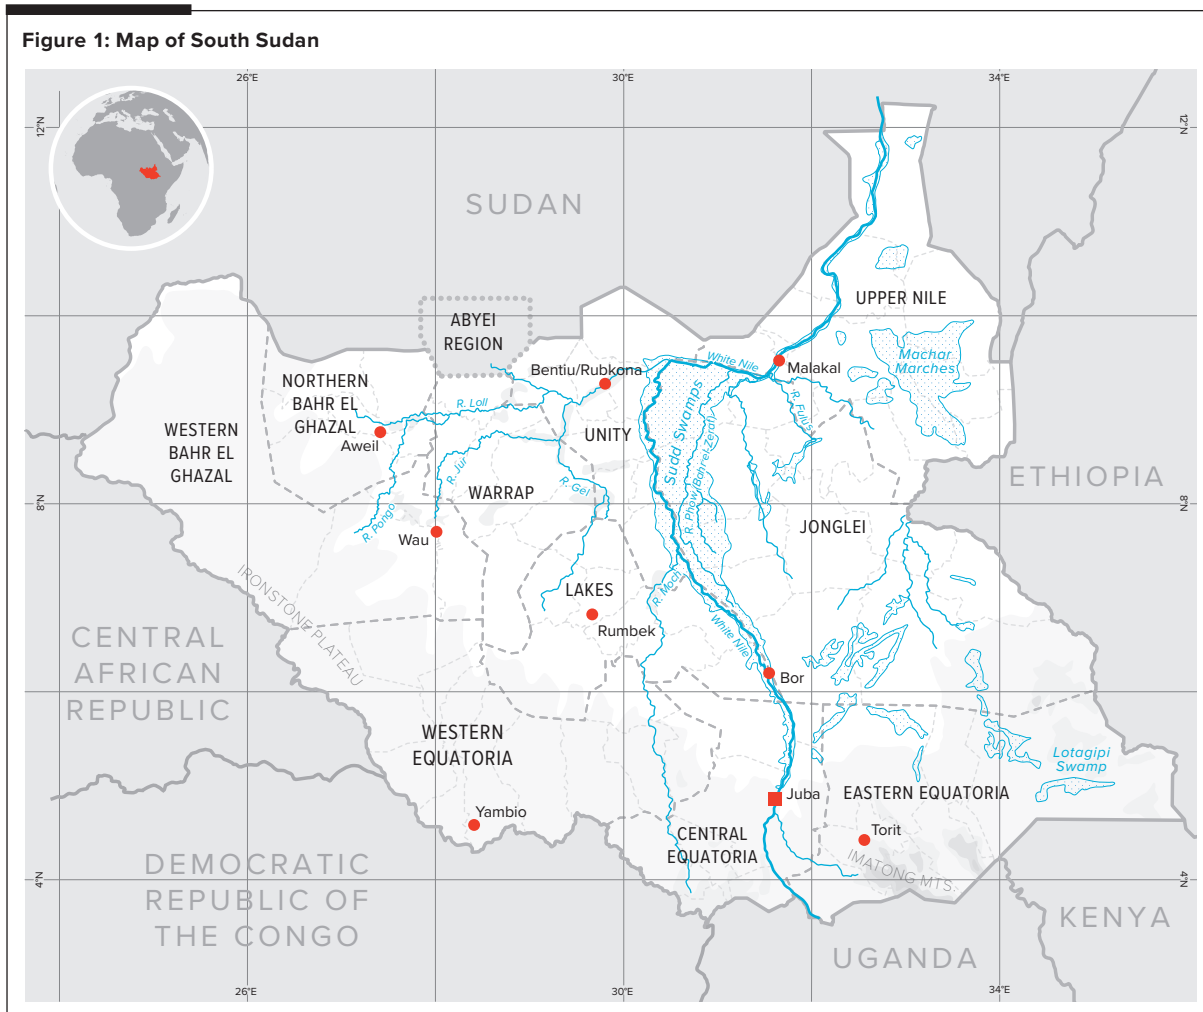 Figure 1: Map of South Sudan
26°E
30°E
34°E
12°N
12°N
SUDAN
UPPER NILE
ABYEI
REGION
Machar
Marches
White Nile
Malakal
Bentiu/Rubkona
NORTHERN
BAHR EL
GHAZAL
R. Loll
R. Fulus
Sudd Swamps
WESTERN
BAHR EL
GHAZAL
Aweil
UNITY
R. Phow(Bahr el-Zeraf)
ETHIOPIA
R. Jur
WARRAP
R. Gel
8°N
8°N
R. Pongo
JONGLEI
Wau
IRONSTONE PLATEAU
LAKES
R. Moch
Rumbek
White Nile
CENTRAL
AFRICAN
REPUBLIC
Bor
WESTERN
EQUATORIA
Lotagipi
Swamp
Juba
EASTERN EQUATORIA
Yambio
CENTRAL
EQUATORIA
Torit
IMATONG MTS.
DEMOCRATIC
REPUBLIC OF
THE CONGO
4°N
4°N
KENYA
UGANDA
26°E
30°E
34°E